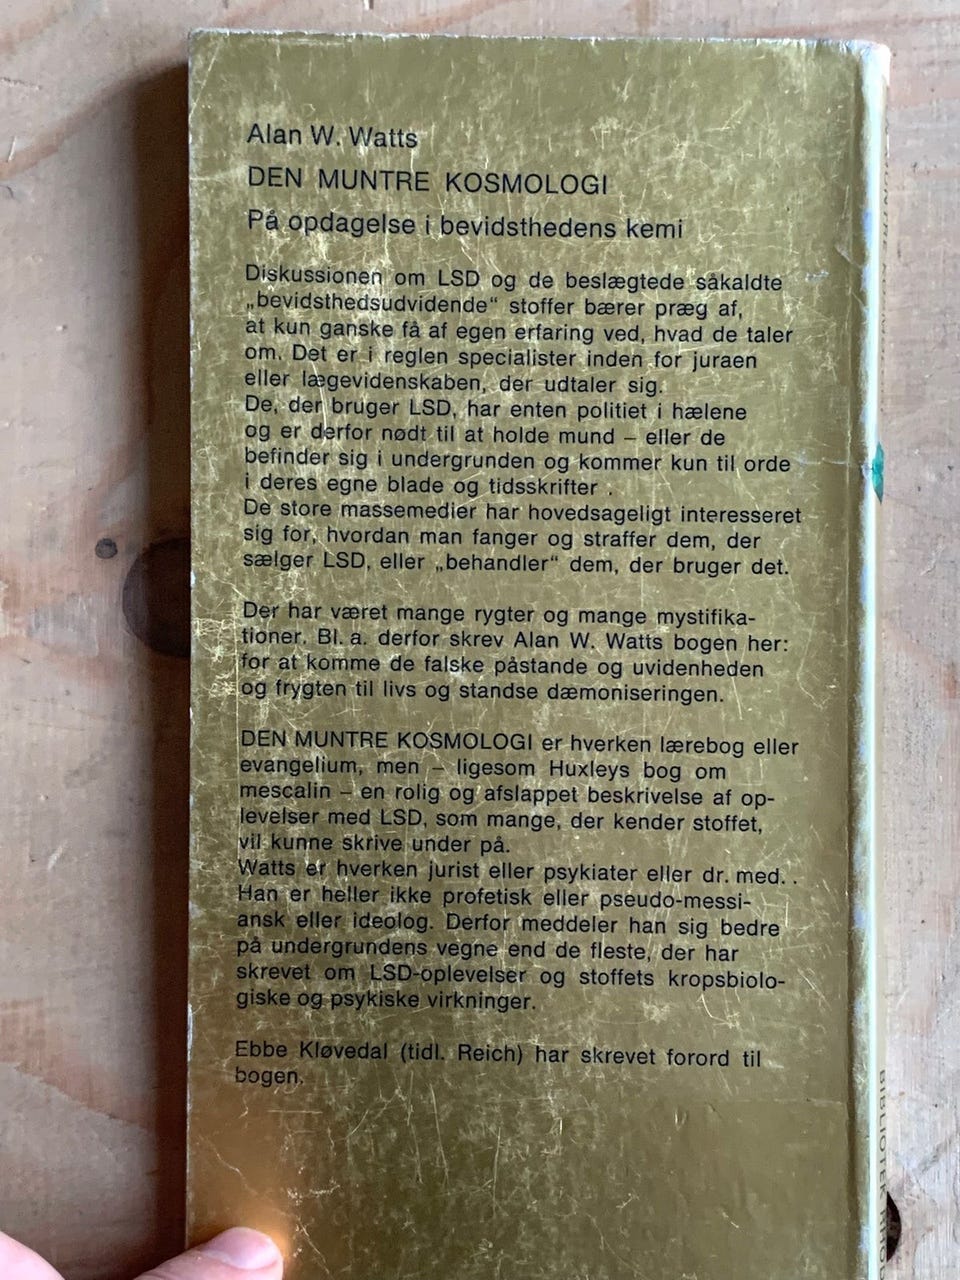 Alan W. Watts
DEN MUNTRE KOSMOLOGI
På opdagelse i bevidsthedens kemi
Diskussionen om LSD og de beslægtede såkaldte
„bevidsthedsudvidende“ stoffer bærer præg af,
at kun ganske få af egen erfaring ved, hvad de taler
om. Det er i reglen specialister inden for juraen
eller lægevidenskaben, der udtaler sig.
De, der bruger LSD, har enten politiet i hælene
og er derfor nødt til at holde mund – eller de
befinder sig i undergrunden og kommer kun til orde
i deres egne blade og tidsskrifter .
De store massemedier har hovedsageligt interesseret
sig for, hvordan man fanger og straffer dem, der
sælger LSD, eller „behandler“ dem, der bruger det.
Der har været mange rygter og mange mystifika-
tioner. Bl. a. derfor skrev Alan W. Watts bogen her:
for at komme de falske påstande og uvidenheden
og frygten til livs og standse dæmoniseringen.
DEN MUNTRE KOSMOLOGI er hverken lærebog eller
evangelium, men – ligesom Huxleys bog om
mescalin – en rolig og afslappet beskrivelse af op-
levelser med LSD, som mange, der kender stoffet,
vil kunne skrive under på.
Watts er hverken jurist eller psykiater eller dr. med. .
Han er heller ikke profetisk eller pseudo-messi-
ansk eller ideolog. Derfor meddeler han sig bedre
på undergrundens vegne end de fleste, der har
skrevet om LSD-oplevelser og stoffets kropsbiolo-
giske og psykiske virkninger.
Ebbe Kløvedal (tidl. Reich) har skrevet forord til
bogen.